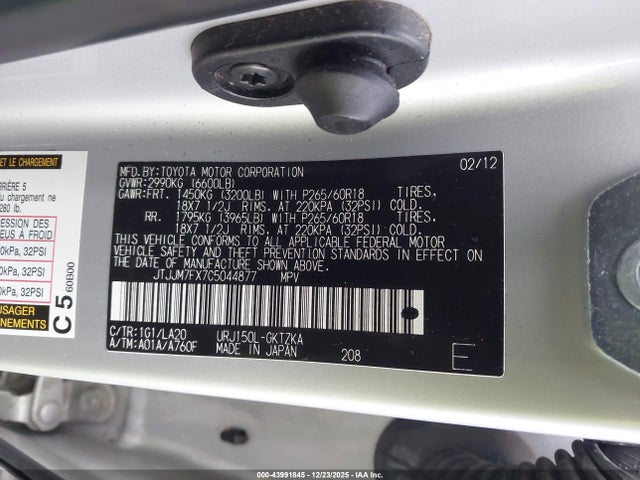 ET LE CHARGEMENT
RIÈRE 5
u chargement ne
280 lb.
RESSION DES
EUS À FROID
0kPa, 32PSI
0kPa, 32PSI
0kPa, 32PSI
USAGER
NNEMENTS
C5 60B00
MFD.BY:TOYOTA MOTOR CORPORATION 02/12
GVWR:2990KG (6600LB)
GAWR:FRT. 1450KG (3200LB) WITH P265/60R18 TIRES,
18X7 1/2J RIMS, AT 220KPA (32PSI) COLD.
RR. 1795KG (3965LB) WITH P265/60R18 TIRES,
18X7 1/2J RIMS, AT 220KPA (32PSI) COLD.
THIS VEHICLE CONFORMS TO ALL APPLICABLE FEDERAL MOTOR
VEHICLE SAFETY AND THEFT PREVENTION STANDARDS IN EFFECT ON
THE DATE OF MANUFACTURE SHOWN ABOVE.
JTJJM7FX7C5044877 MPV
C/TR:1G1/LA20 URJ150L-GKTZKA
A/TM:A01A/A760F MADE IN JAPAN 208 E
00-43991845 - 12/23/2025 - IAA Inc.